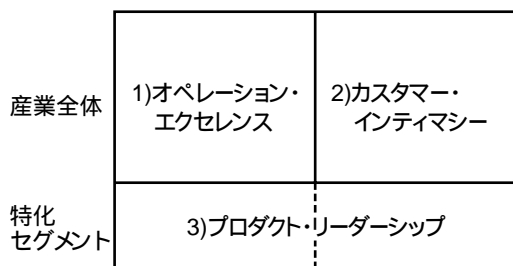 産業全体
1)オペレーション・
エクセレンス
2)カスタマー・
インティマシー
特化
セグメント
3)プロダクト・リーダーシップ